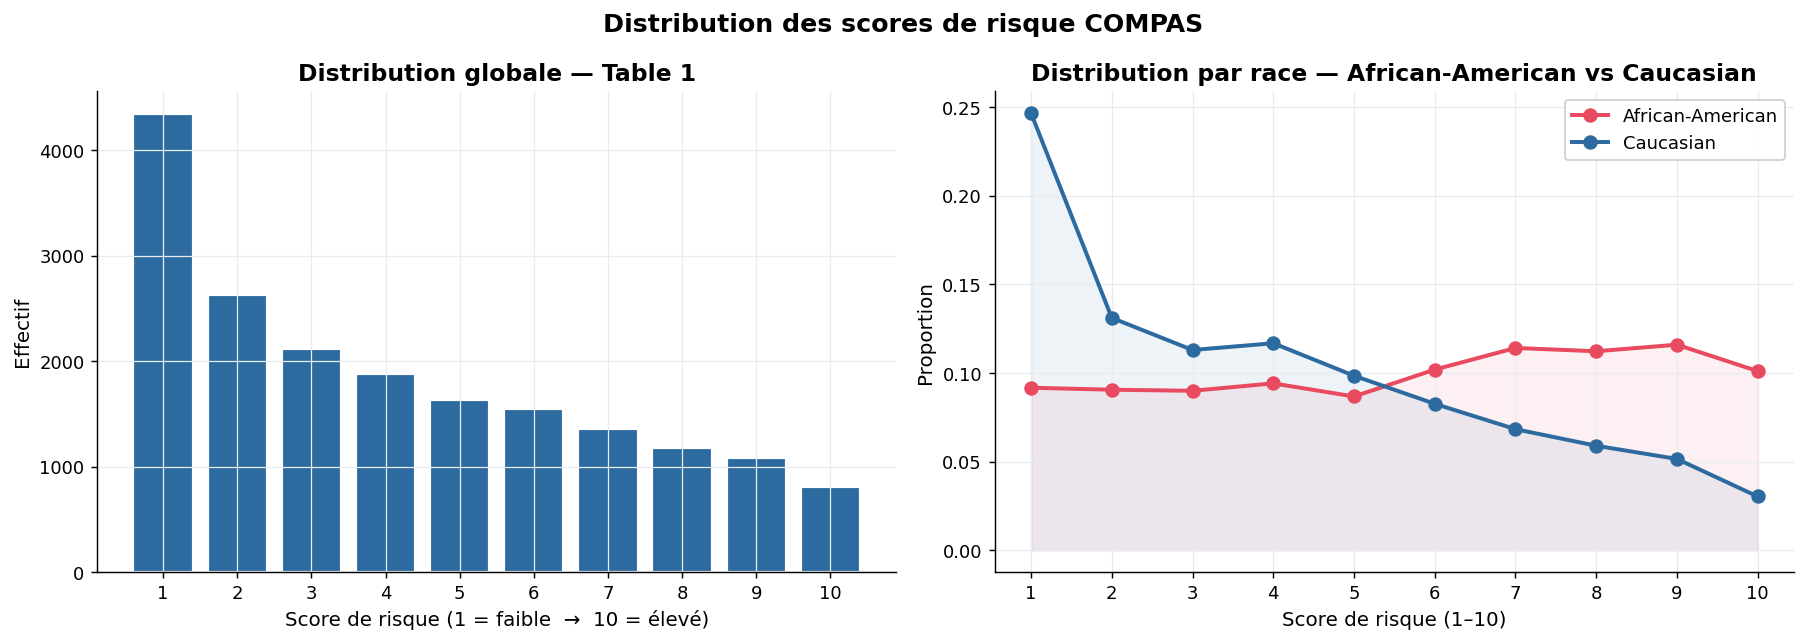 Distribution des scores de risque COMPAS
Distribution globale — Table 1
Effectif
4000
3000
2000
1000
0
1 2 3 4 5 6 7 8 9 10
Score de risque (1 = faible → 10 = élevé)
Distribution par race — African-American vs Caucasian
African-American
Caucasian
Proportion
0.25
0.20
0.15
0.10
0.05
0.00
1 2 3 4 5 6 7 8 9 10
Score de risque (1–10)